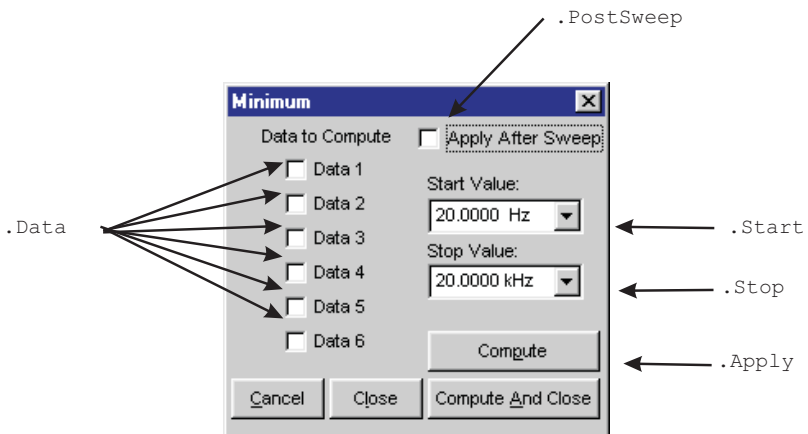 .PostSweep
Minimum
Data to Compute
Apply After Sweep
Data 1
Data 2
Data 3
Data 4
Data 5
Data 6
.Data
Start Value:
20.0000 Hz
.Start
Stop Value:
20.0000 kHz
.Stop
Compute
.Apply
Cancel
Close
Compute And Close